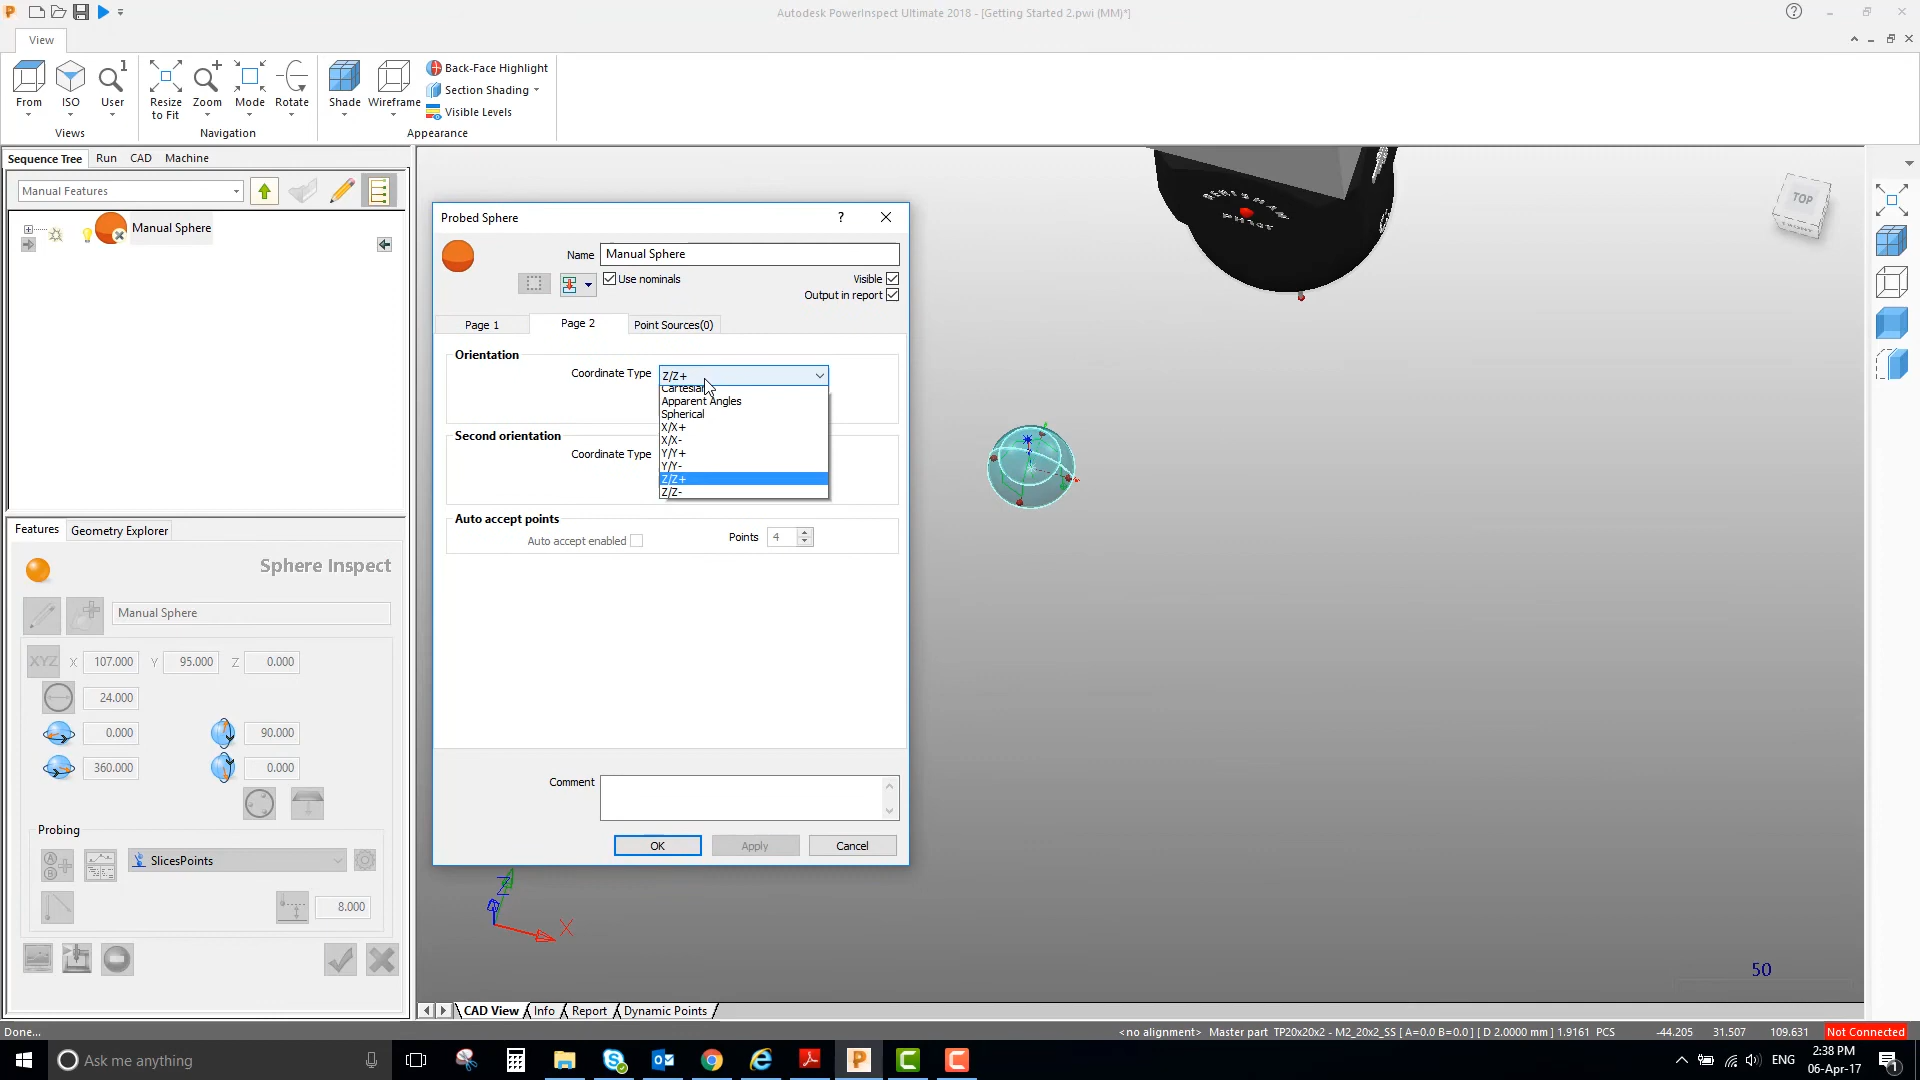 Autodesk PowerInspect Ultimate 2018 - [Getting Started 2.pwi (MM)*]
View
From
ISO
User
Resize to Fit
Zoom
Mode
Rotate
Shade
Wireframe
Back-Face Highlight
Section Shading
Visible Levels
Views
Navigation
Appearance
Sequence Tree
Run
CAD
Machine
Manual Features
Manual Sphere
TOP
Probed Sphere
?
Name
Manual Sphere
Use nominals
Visible
Output in report
Page 1
Page 2
Point Sources(0)
Orientation
Coordinate Type
Z/Z+
Cartesian
Apparent Angles
Spherical
X/X+
X/X-
Y/Y+
Y/Y-
Z/Z+
Z/Z-
Second orientation
Coordinate Type
Auto accept points
Auto accept enabled
Points 4
Comment
OK
Apply
Cancel
Features
Geometry Explorer
Sphere Inspect
Manual Sphere
XYZ X 107.000 Y 95.000 Z 0.000
24.000
0.000 90.000
360.000 0.000
Probing
SlicesPoints
8.000
Z
X
50
CAD View
Info
Report
Dynamic Points
Done...
<no alignment> Master part TP20x20x2 - M2_20x2_SS [ A=0.0 B=0.0 ] [ D 2.0000 mm ] 1.9161 PCS -44.205 31.507 109.631 Not Connected
Ask me anything
ENG
2:38 PM
06-Apr-17
1